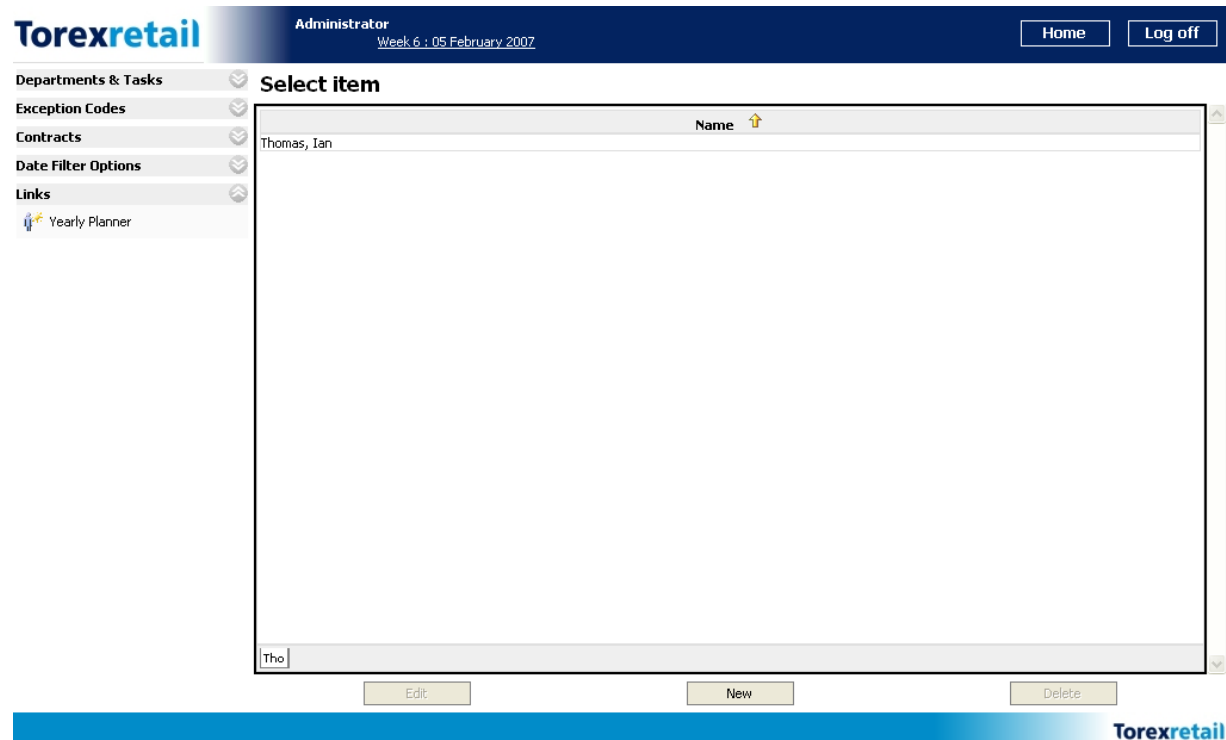 Torexretail
Administrator
Week 6 : 05 February 2007
Home
Log off
Departments & Tasks
Exception Codes
Contracts
Date Filter Options
Links
Yearly Planner
Select item
Name
Thomas, Ian
Tho
Edit
New
Delete
Torexretail